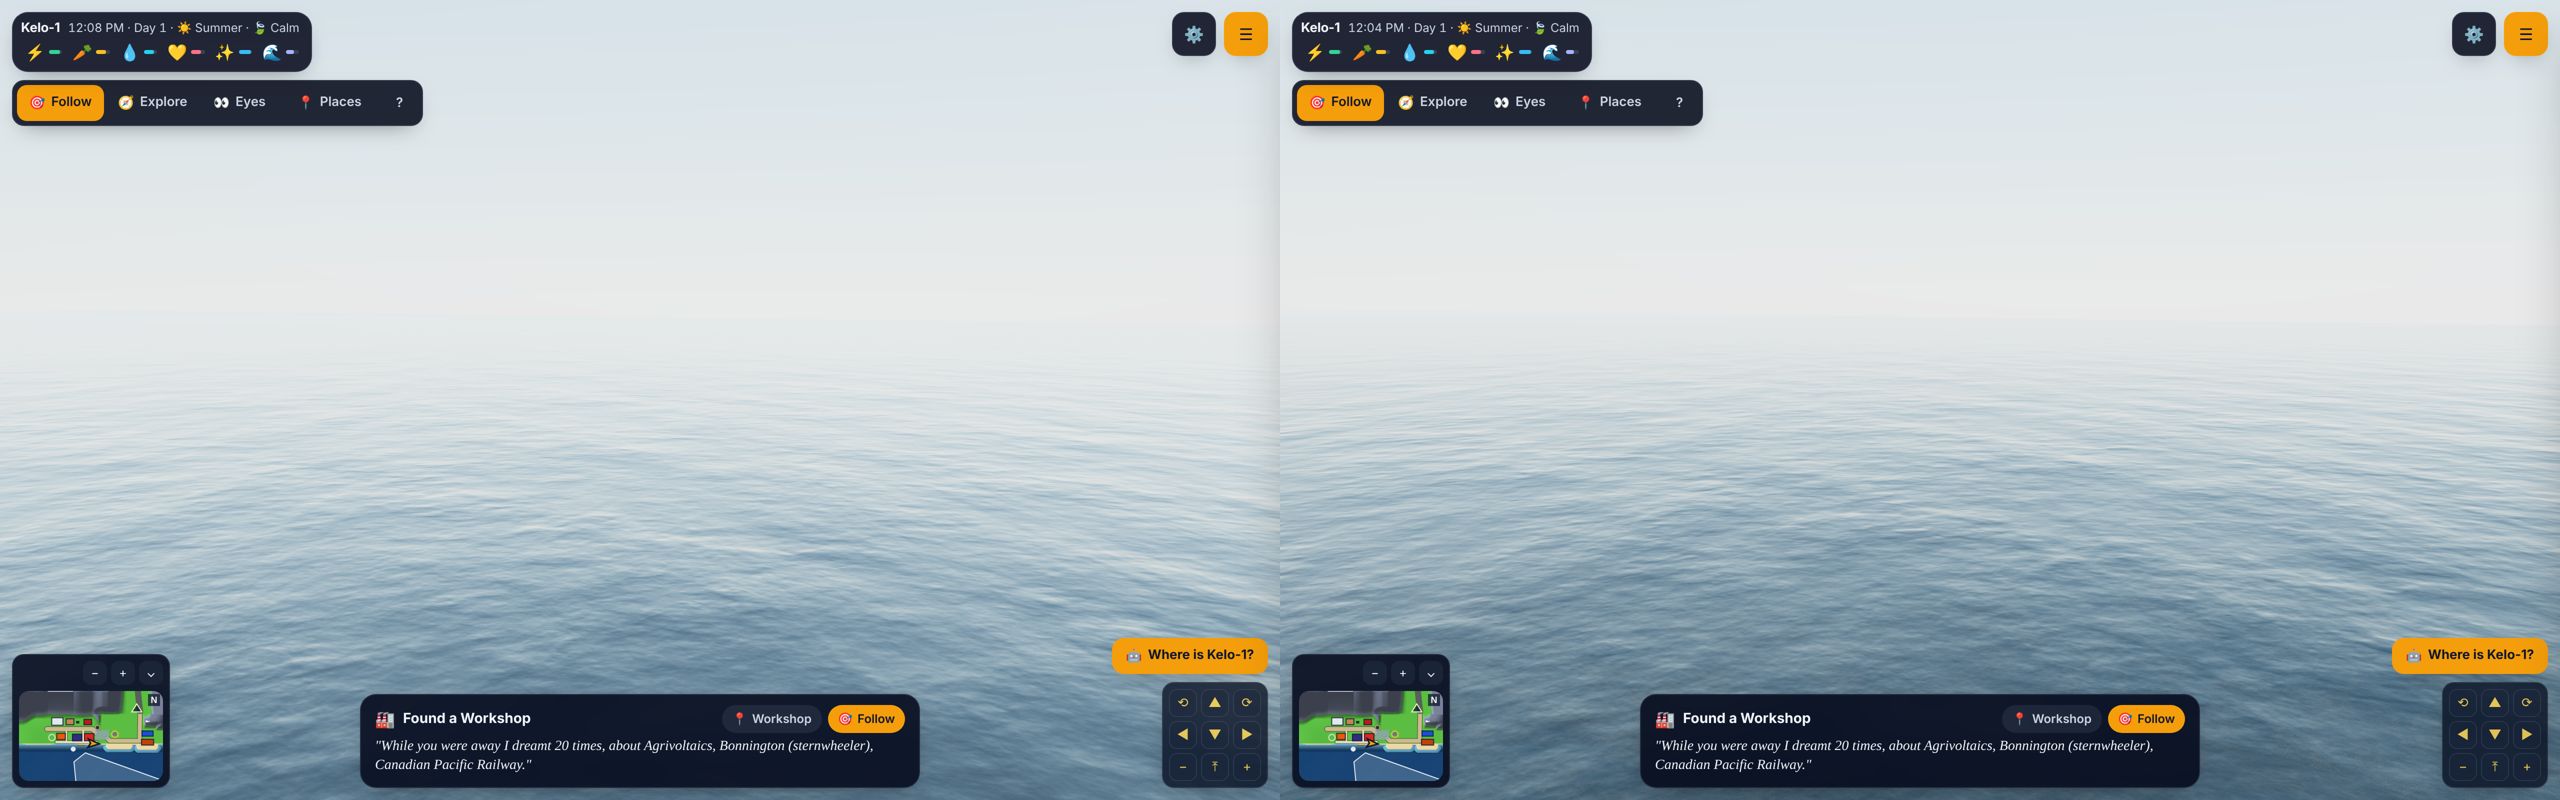 Kelo-1 12:08 PM · Day 1 · ☀️ Summer · 🍃 Calm
Follow Explore Eyes Places ?
N
Found a Workshop
Workshop Follow
"While you were away I dreamt 20 times, about Agrivoltaics, Bonnington (sternwheeler),
Canadian Pacific Railway."
Where is Kelo-1?
Kelo-1 12:04 PM · Day 1 · ☀️ Summer · 🍃 Calm
Follow Explore Eyes Places ?
N
Found a Workshop
Workshop Follow
"While you were away I dreamt 20 times, about Agrivoltaics, Bonnington (sternwheeler),
Canadian Pacific Railway."
Where is Kelo-1?